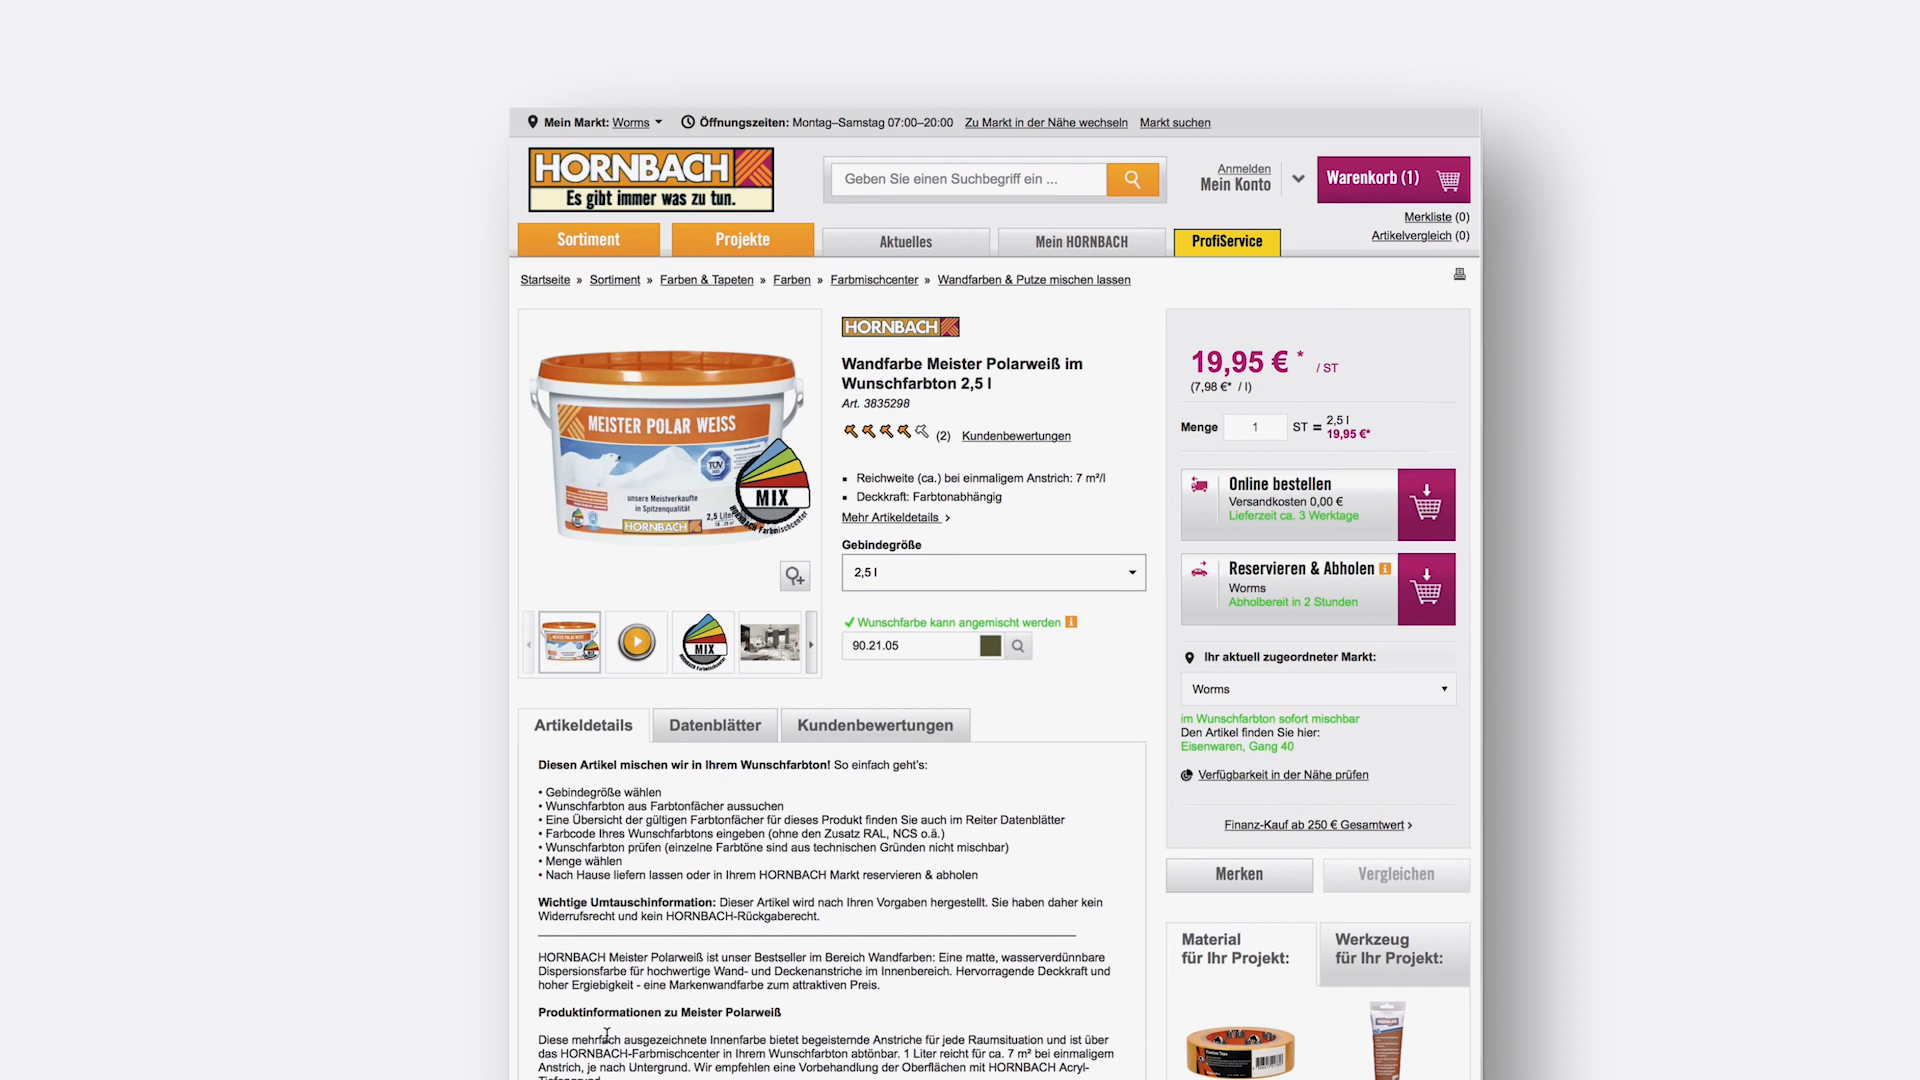 Mein Markt: Worms Öffnungszeiten: Montag–Samstag 07:00–20:00 Zu Markt in der Nähe wechseln Markt suchen
HORNBACH
Es gibt immer was zu tun.
Geben Sie einen Suchbegriff ein ...
Anmelden
Mein Konto
Warenkorb (1)
Merkliste (0)
Artikelvergleich (0)
Sortiment Projekte Aktuelles Mein HORNBACH ProfiService
Startseite » Sortiment » Farben & Tapeten » Farben » Farbmischcenter » Wandfarben & Putze mischen lassen
MEISTER POLAR WEISS
TÜV
unsere Meistverkaufte
in Spitzenqualität
HORNBACH
2,5 Liter
MIX
HORNBACH Farbmischcenter
MIX
HORNBACH
Wandfarbe Meister Polarweiß im
Wunschfarbton 2,5 l
Art. 3835298
(2) Kundenbewertungen
▪ Reichweite (ca.) bei einmaligem Anstrich: 7 m²/l
▪ Deckkraft: Farbtonabhängig
Mehr Artikeldetails ›
Gebindegröße
2,5 l
Wunschfarbe kann angemischt werden i
90.21.05
19,95 € * / ST
(7,98 €* / l)
Menge 1 ST = 2,5 l
19,95 €*
Online bestellen
Versandkosten 0,00 €
Lieferzeit ca. 3 Werktage
Reservieren & Abholen i
Worms
Abholbereit in 2 Stunden
Ihr aktuell zugeordneter Markt:
Worms
im Wunschfarbton sofort mischbar
Den Artikel finden Sie hier:
Eisenwaren, Gang 40
Verfügbarkeit in der Nähe prüfen
Finanz-Kauf ab 250 € Gesamtwert ›
Merken Vergleichen
Material
für Ihr Projekt:
Werkzeug
für Ihr Projekt:
Artikeldetails Datenblätter Kundenbewertungen
Diesen Artikel mischen wir in Ihrem Wunschfarbton! So einfach geht's:
• Gebindegröße wählen
• Wunschfarbton aus Farbtonfächer aussuchen
• Eine Übersicht der gültigen Farbtonfächer für dieses Produkt finden Sie auch im Reiter Datenblätter
• Farbcode Ihres Wunschfarbtons eingeben (ohne den Zusatz RAL, NCS o.ä.)
• Wunschfarbton prüfen (einzelne Farbtöne sind aus technischen Gründen nicht mischbar)
• Menge wählen
• Nach Hause liefern lassen oder in Ihrem HORNBACH Markt reservieren & abholen
Wichtige Umtauschinformation: Dieser Artikel wird nach Ihren Vorgaben hergestellt. Sie haben daher kein
Widerrufsrecht und kein HORNBACH-Rückgaberecht.
HORNBACH Meister Polarweiß ist unser Bestseller im Bereich Wandfarben: Eine matte, wasserverdünnbare
Dispersionsfarbe für hochwertige Wand- und Deckenanstriche im Innenbereich. Hervorragende Deckkraft und
hoher Ergiebigkeit - eine Markenwandfarbe zum attraktiven Preis.
Produktinformationen zu Meister Polarweiß
Diese mehrfach ausgezeichnete Innenfarbe bietet begeisternde Anstriche für jede Raumsituation und ist über
das HORNBACH-Farbmischcenter in Ihrem Wunschfarbton abtönbar. 1 Liter reicht für ca. 7 m² bei einmaligem
Anstrich, je nach Untergrund. Wir empfehlen eine Vorbehandlung der Oberflächen mit HORNBACH Acryl-